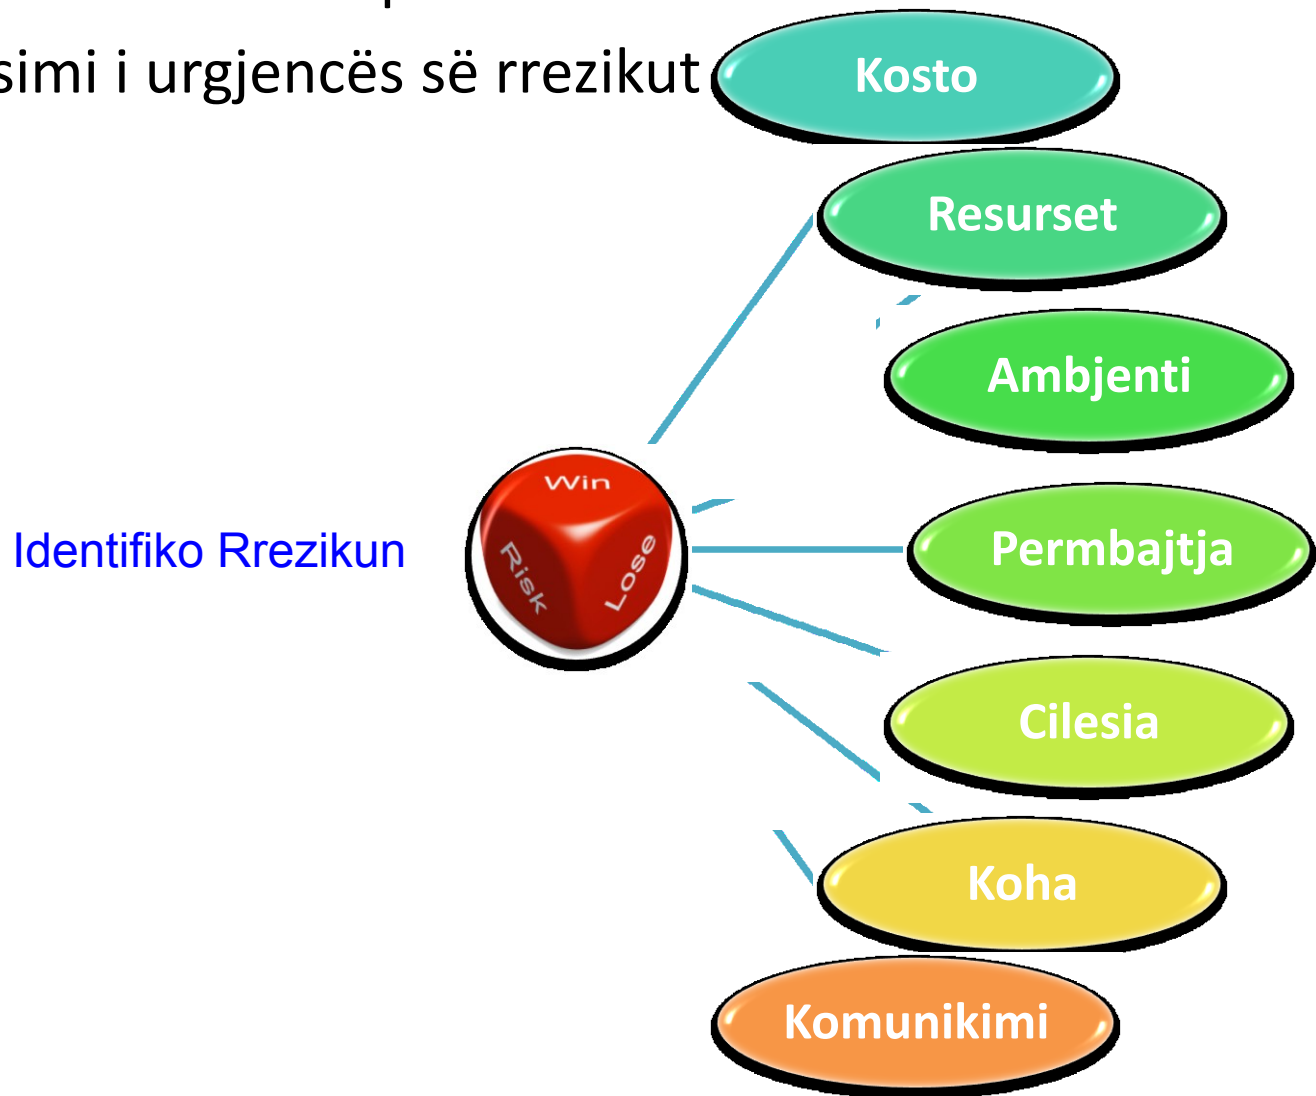 simi i urgjencës së rrezikut
Kosto
Resurset
Ambjenti
Win
Risk
Lose
Identifiko Rrezikun
Permbajtja
Cilesia
Koha
Komunikimi